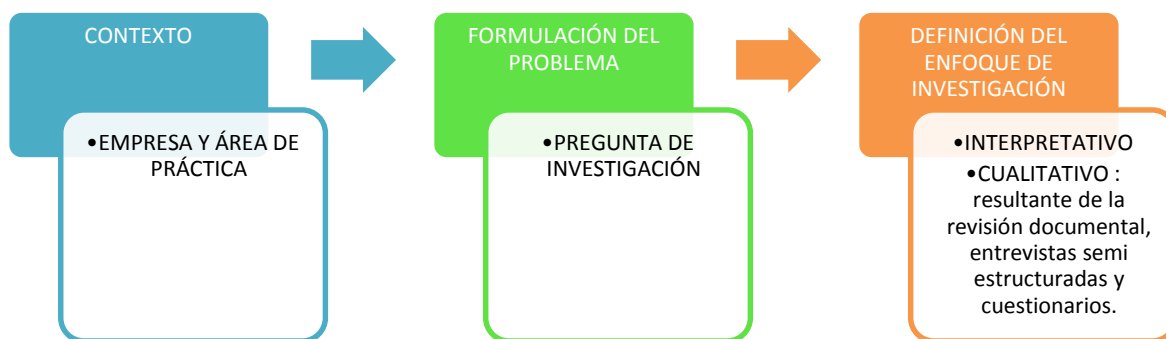 CONTEXTO
•EMPRESA Y ÁREA DE
PRÁCTICA
FORMULACIÓN DEL
PROBLEMA
•PREGUNTA DE
INVESTIGACIÓN
DEFINICIÓN DEL
ENFOQUE DE
INVESTIGACIÓN
•INTERPRETATIVO
•CUALITATIVO :
resultante de la
revisión documental,
entrevistas semi
estructuradas y
cuestionarios.